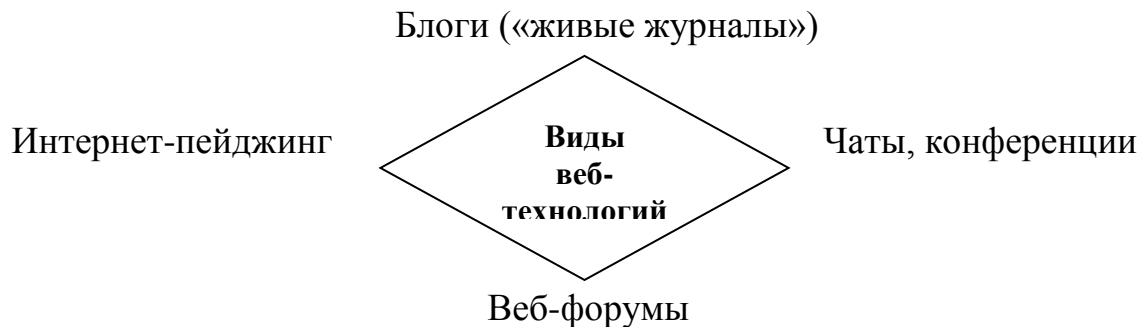 Блоги («живые журналы»)
Интернет-пейджинг
Виды
веб-
технологий
Чаты, конференции
Веб-форумы